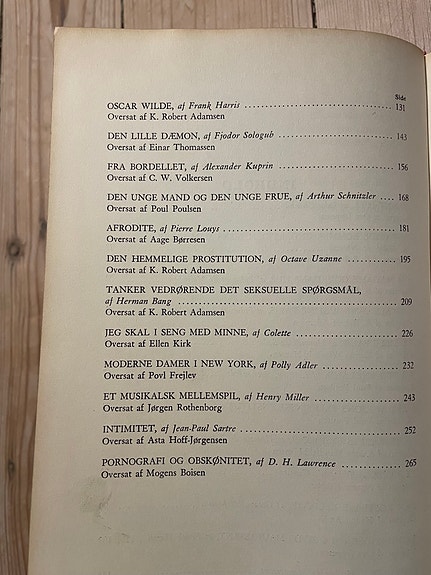 Side
OSCAR WILDE, af Frank Harris ........................ 131
Oversat af K. Robert Adamsen
DEN LILLE DÆMON, af Fjodor Sologub ........................ 143
Oversat af Einar Thomassen
FRA BORDELLET, af Alexander Kuprin ........................ 156
Oversat af C. W. Volkersen
DEN UNGE MAND OG DEN UNGE FRUE, af Arthur Schnitzler .... 168
Oversat af Poul Poulsen
AFRODITE, af Pierre Louys ........................ 181
Oversat af Aage Børresen
DEN HEMMELIGE PROSTITUTION, af Octave Uzanne ............ 195
Oversat af K. Robert Adamsen
TANKER VEDRØRENDE DET SEKSUELLE SPØRGSMÅL,
af Herman Bang ........................ 209
Oversat af K. Robert Adamsen
JEG SKAL I SENG MED MINNE, af Colette ........................ 226
Oversat af Ellen Kirk
MODERNE DAMER I NEW YORK, af Polly Adler ................ 232
Oversat af Povl Frejlev
ET MUSIKALSK MELLEMSPIL, af Henry Miller ................ 243
Oversat af Jørgen Rothenborg
INTIMITET, af Jean-Paul Sartre ........................ 252
Oversat af Asta Hoff-Jørgensen
PORNOGRAFI OG OBSKØNITET, af D. H. Lawrence ............ 265
Oversat af Mogens Boisen